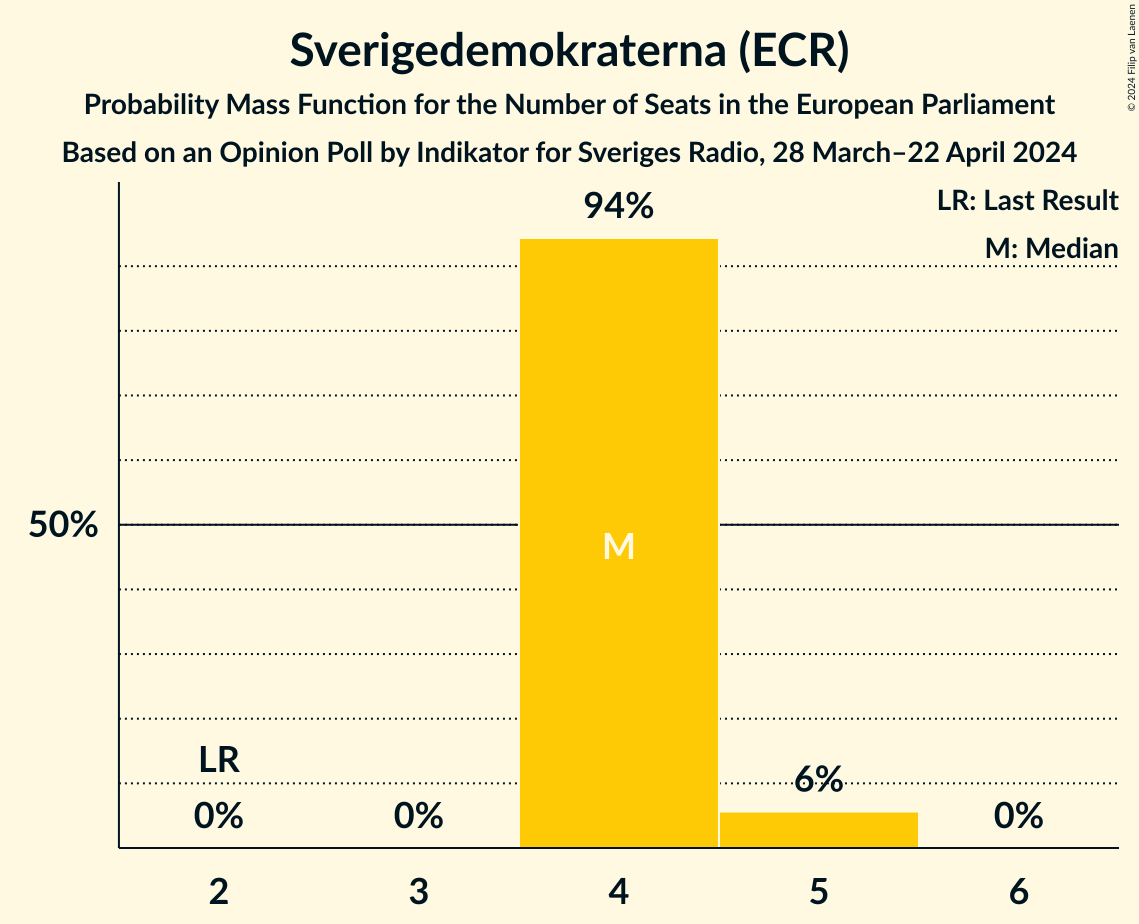 Sverigedemokraterna (ECR)
Probability Mass Function for the Number of Seats in the European Parliament
Based on an Opinion Poll by Indikator for Sveriges Radio, 28 March–22 April 2024
© 2024 Filip van Laenen
LR: Last Result
M: Median
94%
50%
M
LR
0%
0%
6%
0%
2
3
4
5
6